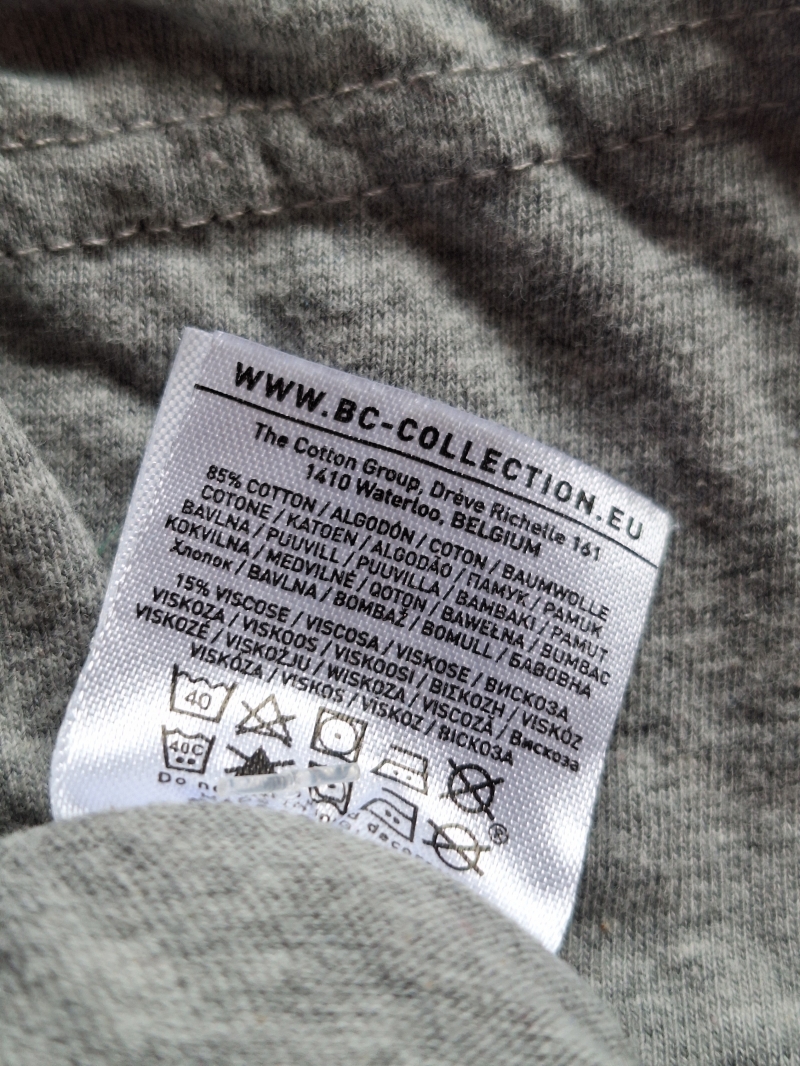 WWW.BC-COLLECTION.EU
The Cotton Group, Drève Richelle 161
1410 Waterloo, BELGIUM
85% COTTON / ALGODÓN / COTON / BAUMWOLLE
COTONE / KATOEN / ALGODÃO / ПАМУК / PAMUK
BAVLNA / PUUVILL / PUUVILLA / BAMBAKI / PAMUT
KOKVILNA / MEDVILNĖ / QOTON / BAWEŁNA / BUMBAC
Хлопок / BAVLNA / BOMBAŽ / BOMULL / БАВОВНА
15% VISCOSE / VISCOSA / VISKOSE / ВИСКОЗА
VISKOZA / VISKOOS / VISKOOSI / ΒΙΣΚΟΖΗ / VISKÓZ
VISKOZĖ / VISKOŽJU / WISKOZA / VISCOZĂ / Вискоза
VISKÓZA / VISKOS / VISKOZ / ВІСКОЗА
40
40C
®
Do